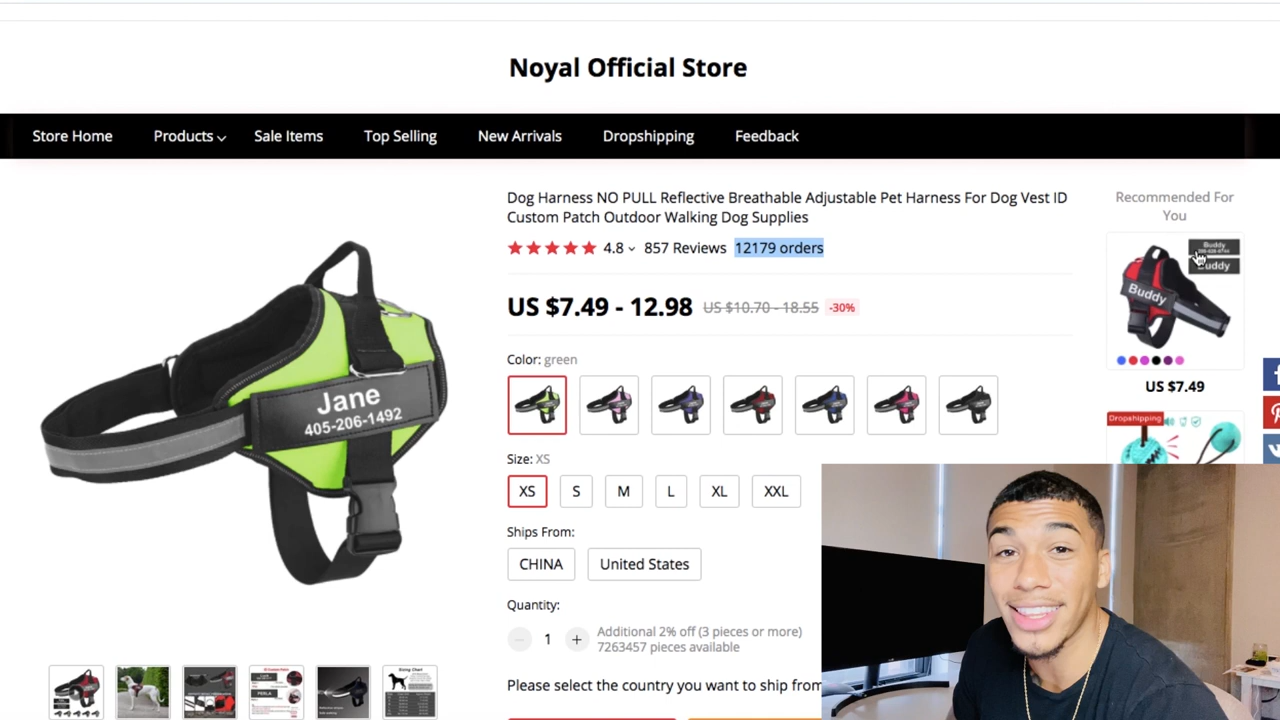 Noyal Official Store
Store Home Products Sale Items Top Selling New Arrivals Dropshipping Feedback
Dog Harness NO PULL Reflective Breathable Adjustable Pet Harness For Dog Vest ID
Custom Patch Outdoor Walking Dog Supplies
4.8 857 Reviews 12179 orders
US $7.49 - 12.98 US $10.70 - 18.55 -30%
Color: green
Size: XS
XS S M L XL XXL
Ships From:
CHINA United States
Quantity:
1
Additional 2% off (3 pieces or more)
7263457 pieces available
Please select the country you want to ship from
Jane
405-206-1492
Recommended For
You
Buddy
Buddy
Buddy
US $7.49
Dropshipping